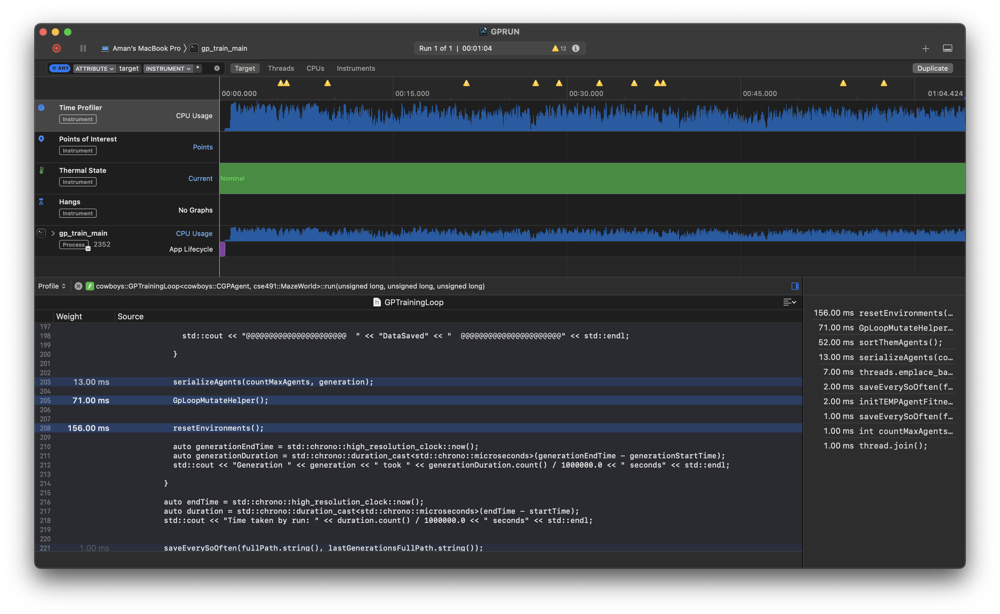 GPRUN
Aman's MacBook Pro 〉 gp_train_main
Run 1 of 1 | 00:01:04
12
ANY ATTRIBUTE target INSTRUMENT *
Target Threads CPUs Instruments
Duplicate
00:00.000 00:15.000 00:30.000 00:45.000 01:04.424
Time Profiler
Instrument
CPU Usage
Points of Interest
Instrument
Points
Thermal State
Instrument
Current
Nominal
Hangs
Instrument
No Graphs
gp_train_main
CPU Usage
Process 2352
App Lifecycle
Profile
f cowboys::GPTrainingLoop<cowboys::CGPAgent, cse491::MazeWorld>::run(unsigned long, unsigned long, unsigned long)
h GPTrainingLoop
Weight Source
197
198 std::cout << "@@@@@@@@@@@@@@@@@@@@@@  " << "DataSaved" << "  @@@@@@@@@@@@@@@@@@@@@@" << std::endl;
199
200 }
201
202
203 13.00 ms serializeAgents(countMaxAgents, generation);
204
205 71.00 ms GpLoopMutateHelper();
206
207
208 156.00 ms resetEnvironments();
209
210 auto generationEndTime = std::chrono::high_resolution_clock::now();
211 auto generationDuration = std::chrono::duration_cast<std::chrono::microseconds>(generationEndTime - generationStartTime);
212 std::cout << "Generation " << generation << " took " << generationDuration.count() / 1000000.0 << " seconds" << std::endl;
213
214 }
215
216 auto endTime = std::chrono::high_resolution_clock::now();
217 auto duration = std::chrono::duration_cast<std::chrono::microseconds>(endTime - startTime);
218 std::cout << "Time taken by run: " << duration.count() / 1000000.0 << " seconds" << std::endl;
219
220
221 1.00 ms saveEverySoOften(fullPath.string(), lastGenerationsFullPath.string());
156.00 ms resetEnvironments(…
71.00 ms GpLoopMutateHelper…
52.00 ms sortThemAgents();
13.00 ms serializeAgents(co…
7.00 ms threads.emplace_ba…
2.00 ms saveEverySoOften(f…
2.00 ms initTEMPAgentFitne…
1.00 ms saveEverySoOften(f…
1.00 ms int countMaxAgents…
1.00 ms thread.join();